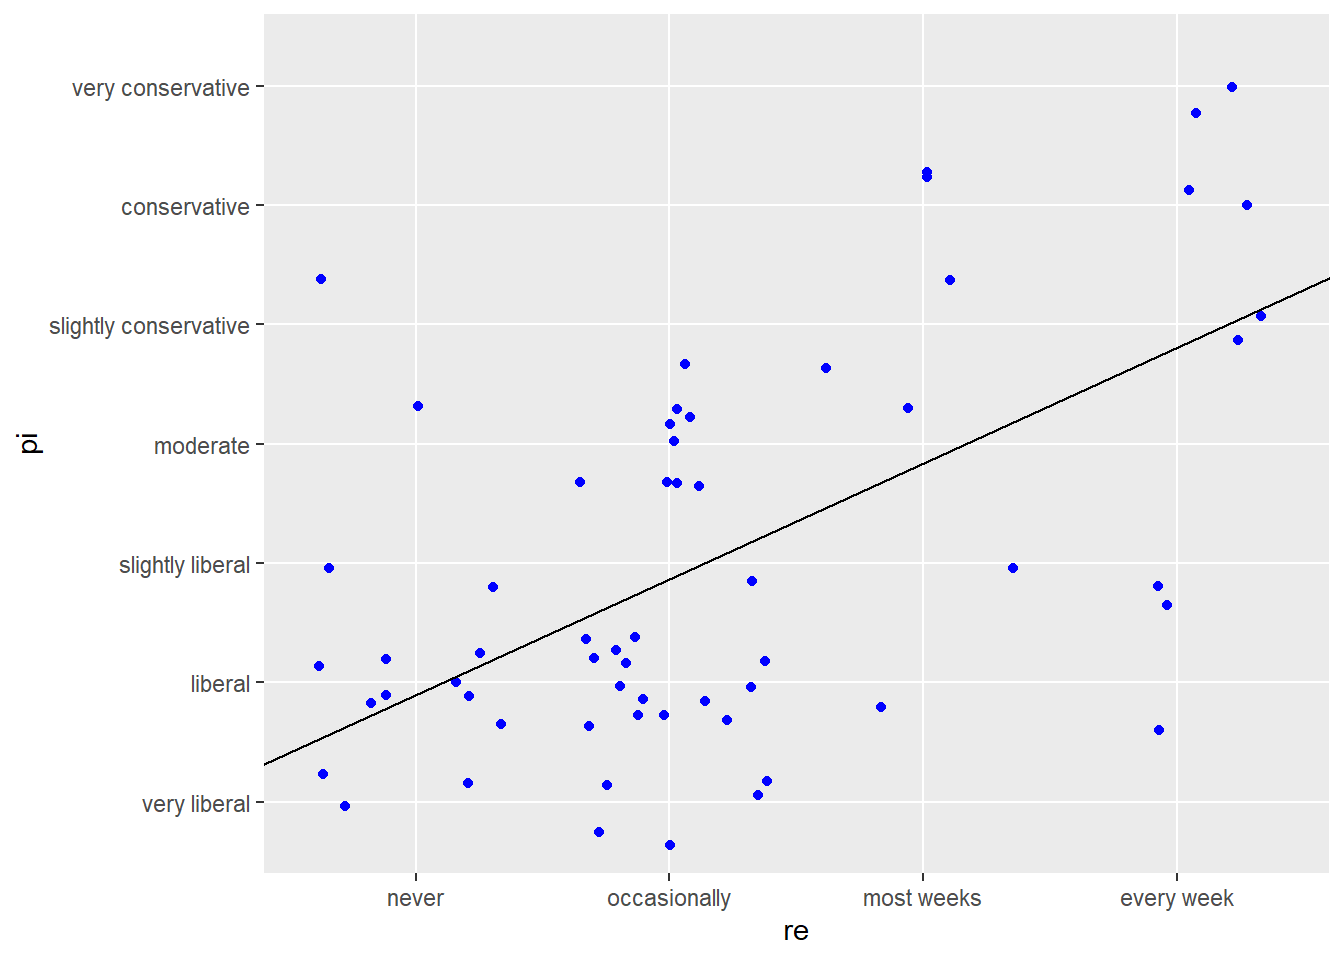 very conservative
conservative
slightly conservative
moderate
slightly liberal
liberal
very liberal
pi
never
occasionally
most weeks
every week
re